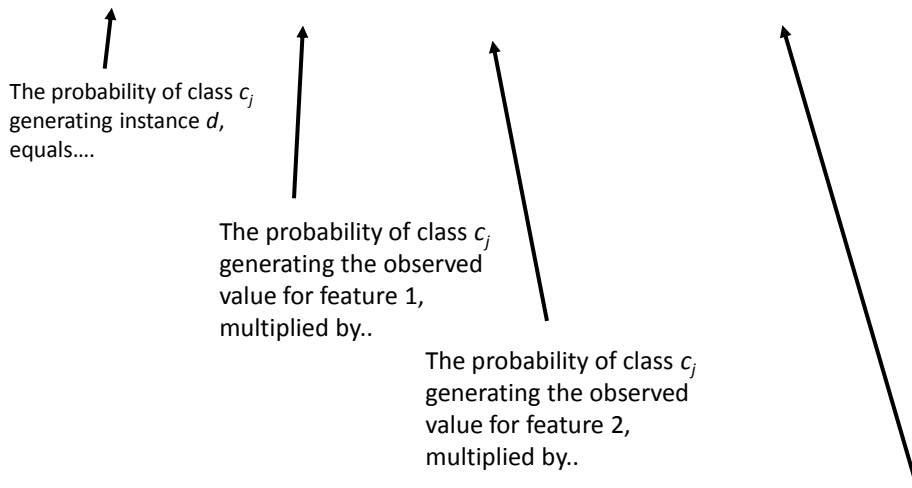 The probability of class cj
generating instance d,
equals....
The probability of class cj
generating the observed
value for feature 1,
multiplied by..
The probability of class cj
generating the observed
value for feature 2,
multiplied by..